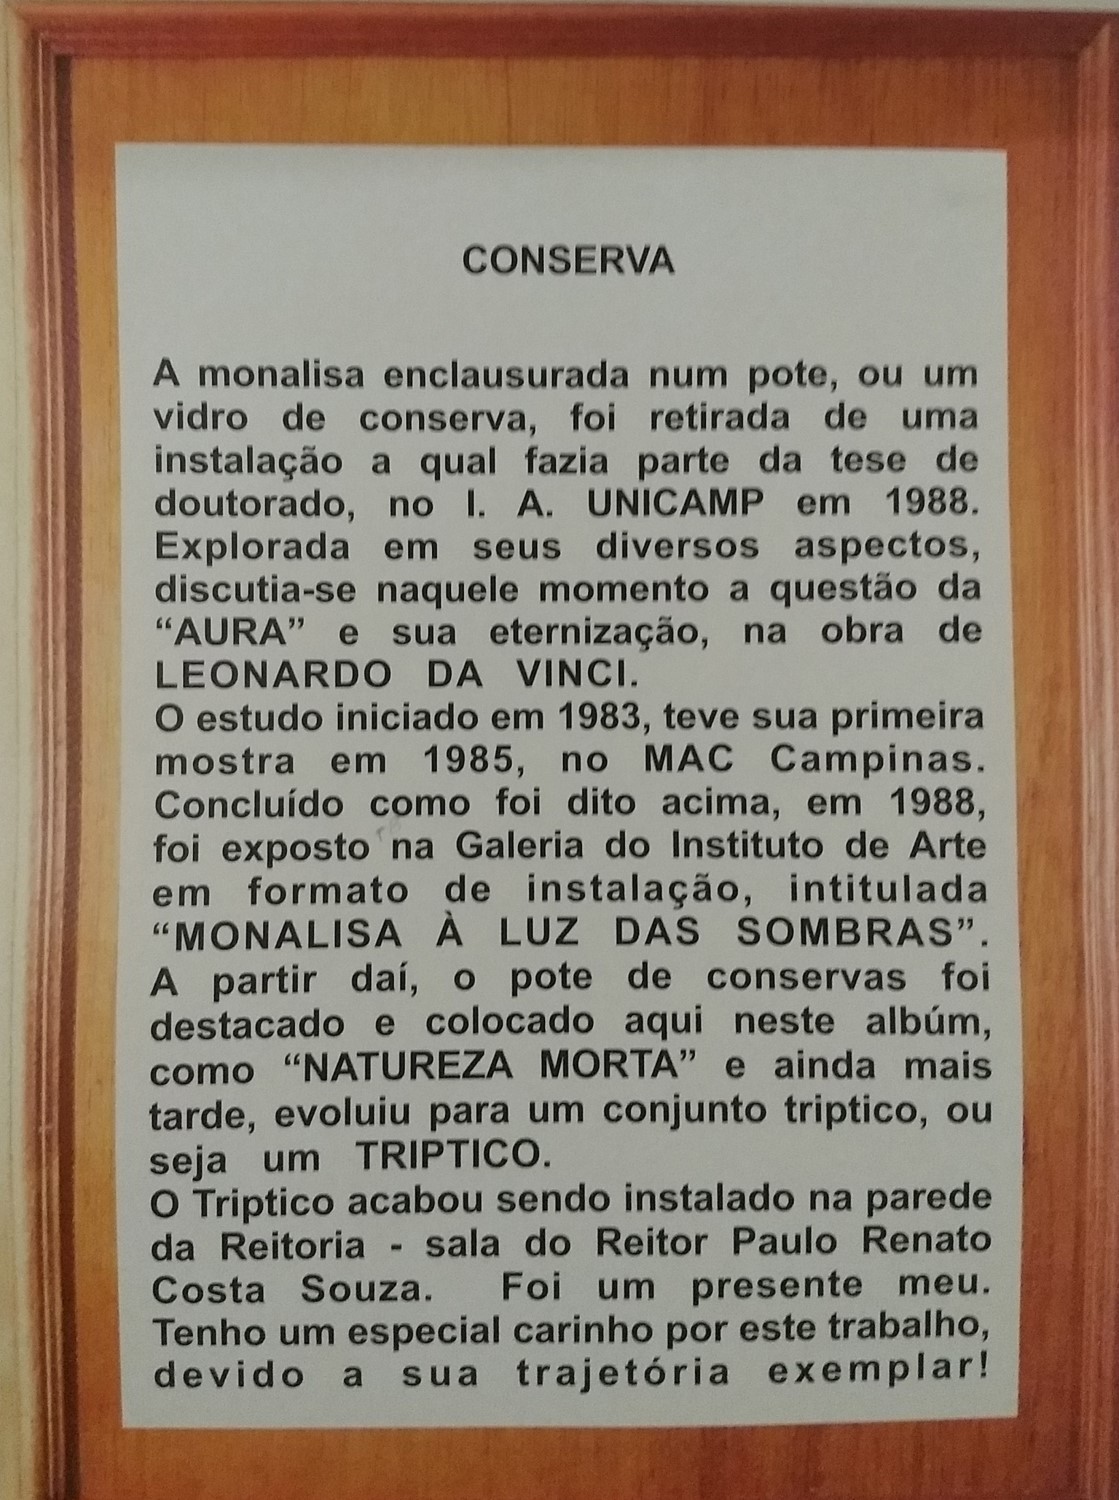 CONSERVA
A monalisa enclausurada num pote, ou um
vidro de conserva, foi retirada de uma
instalação a qual fazia parte da tese de
doutorado, no I. A. UNICAMP em 1988.
Explorada em seus diversos aspectos,
discutia-se naquele momento a questão da
“AURA” e sua eternização, na obra de
LEONARDO DA VINCI.
O estudo iniciado em 1983, teve sua primeira
mostra em 1985, no MAC Campinas.
Concluído como foi dito acima, em 1988,
foi exposto na Galeria do Instituto de Arte
em formato de instalação, intitulada
“MONALISA À LUZ DAS SOMBRAS”.
A partir daí, o pote de conservas foi
destacado e colocado aqui neste albúm,
como “NATUREZA MORTA” e ainda mais
tarde, evoluiu para um conjunto triptico, ou
seja um TRIPTICO.
O Triptico acabou sendo instalado na parede
da Reitoria - sala do Reitor Paulo Renato
Costa Souza. Foi um presente meu.
Tenho um especial carinho por este trabalho,
devido a sua trajetória exemplar!